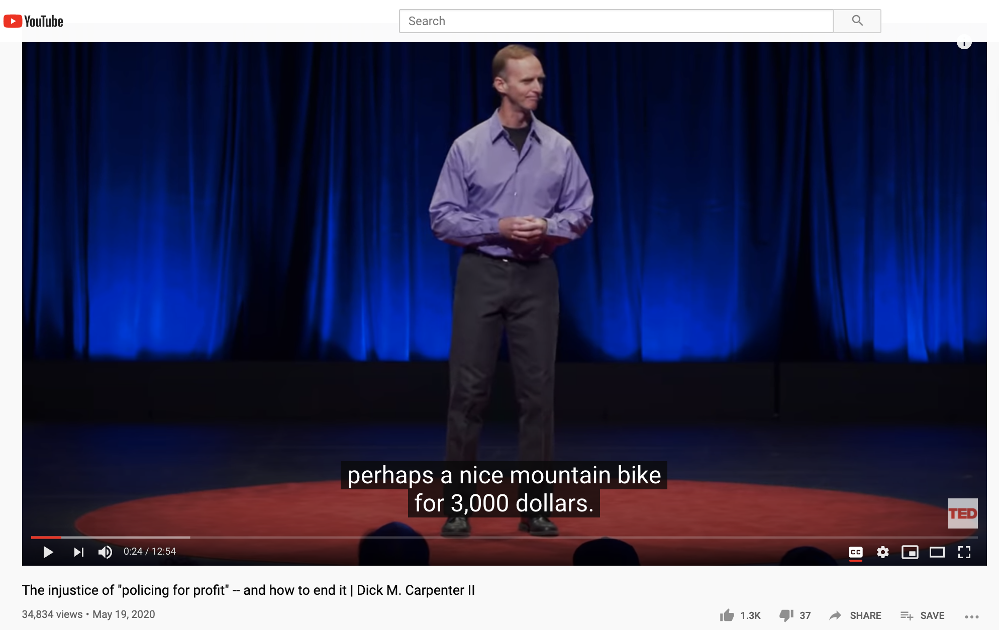 YouTube
Search
perhaps a nice mountain bike
for 3,000 dollars.
TED
0:24 / 12:54
CC
The injustice of "policing for profit" -- and how to end it | Dick M. Carpenter II
34,834 views • May 19, 2020
1.3K
37
SHARE
SAVE